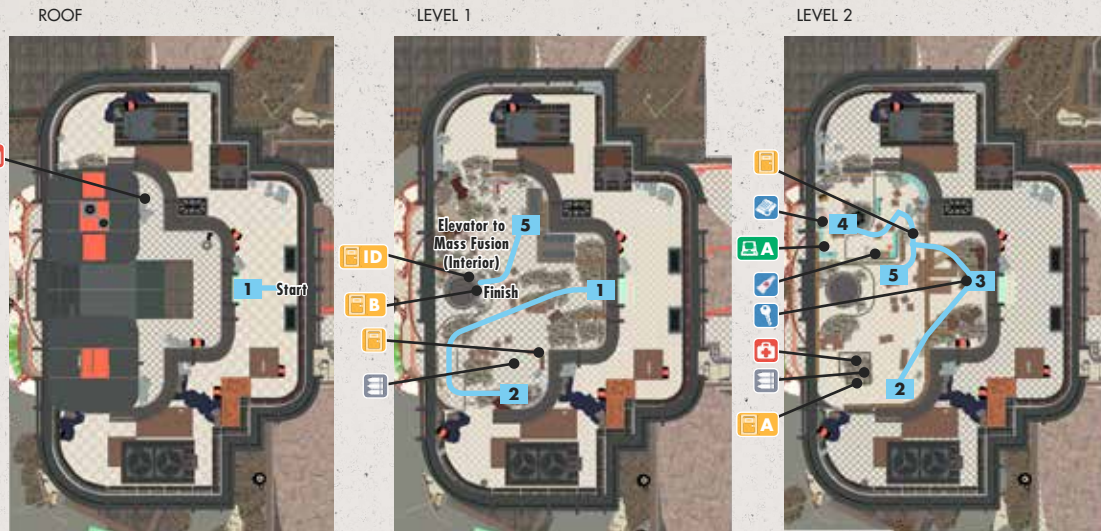 ROOF
LEVEL 1
LEVEL 2
1 Start
Elevator to
Mass Fusion
(Interior)
5
ID
B
Finish
1
2
4
A
5
3
2
A